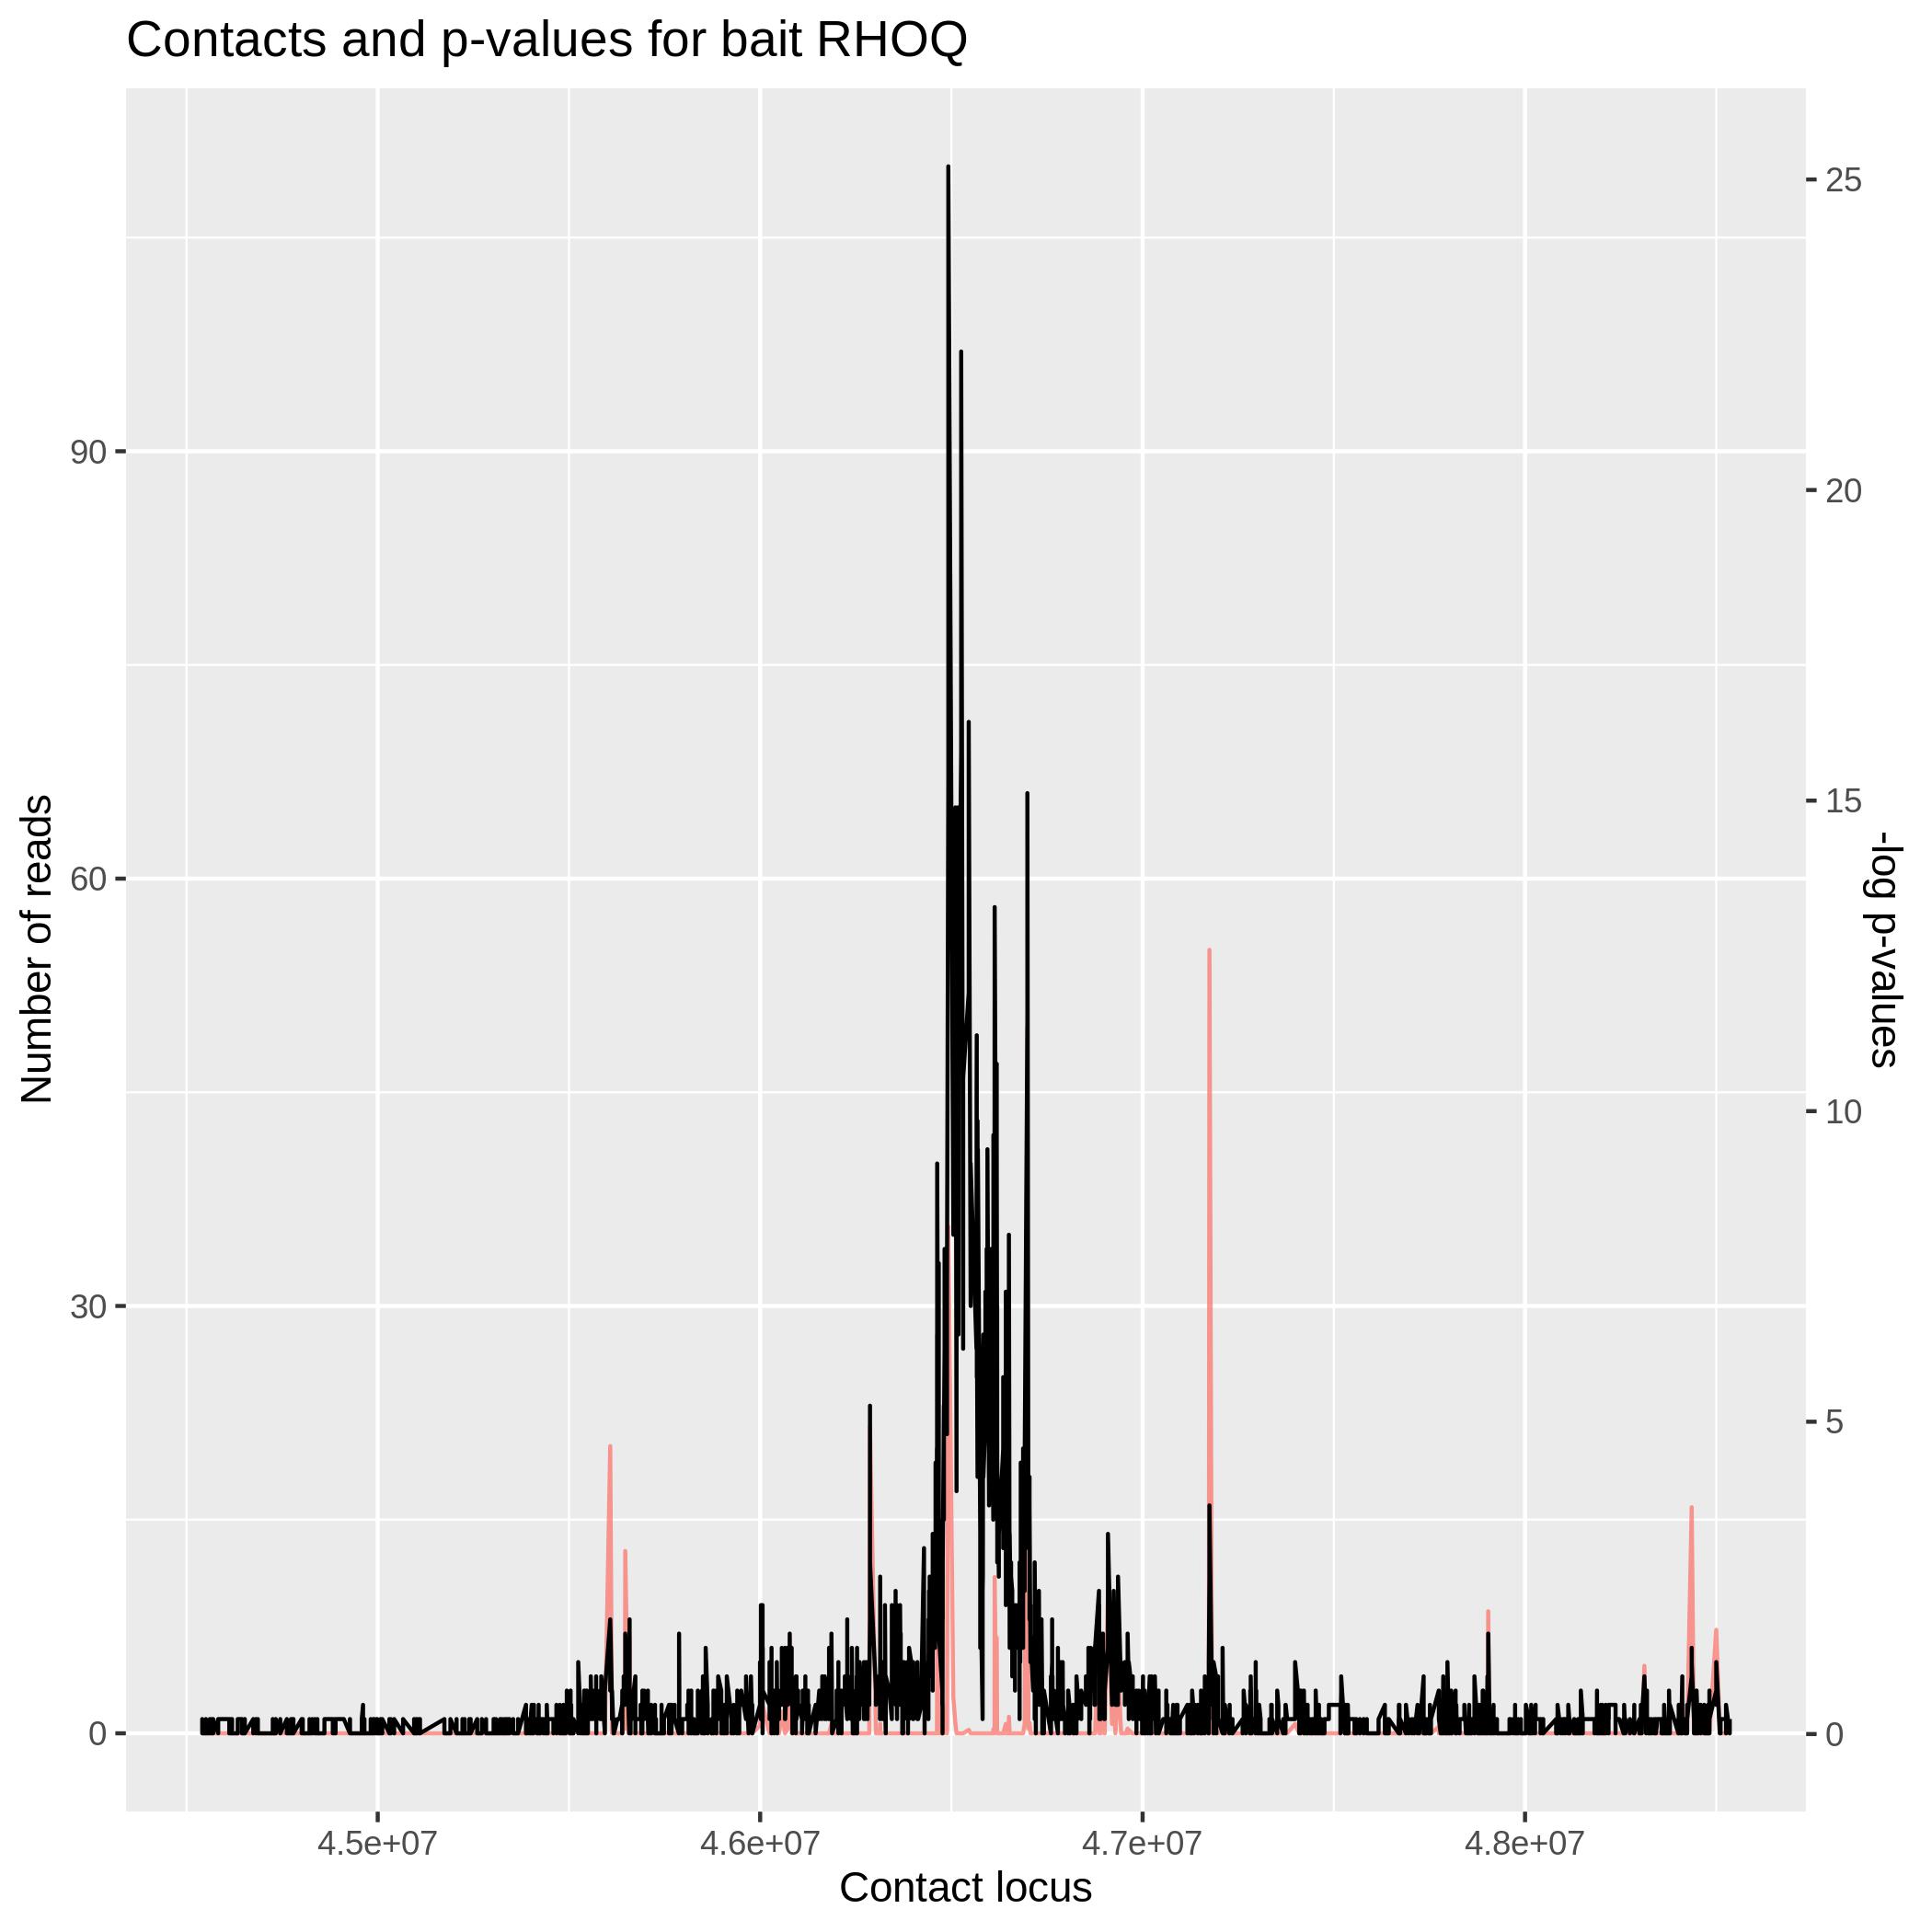 Contacts and p-values for bait RHOQ
Number of reads
90
60
30
0
25
20
15
10
5
0
-log p-values
4.5e+07
4.6e+07
4.7e+07
4.8e+07
Contact locus